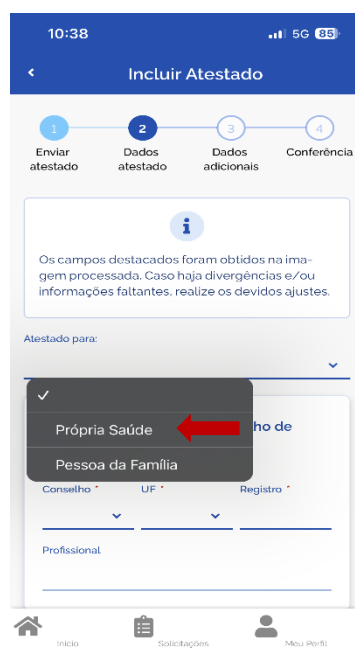 10:38
5G 85
Incluir Atestado
1 2 3 4
Enviar atestado
Dados atestado
Dados adicionais
Conferência
i
Os campos destacados foram obtidos na ima-
gem processada. Caso haja divergências e/ou
informações faltantes, realize os devidos ajustes.
Atestado para:
Própria Saúde
ho de
Pessoa da Família
Conselho * UF * Registro *
Profissional
Início Solicitações Meu Perfil